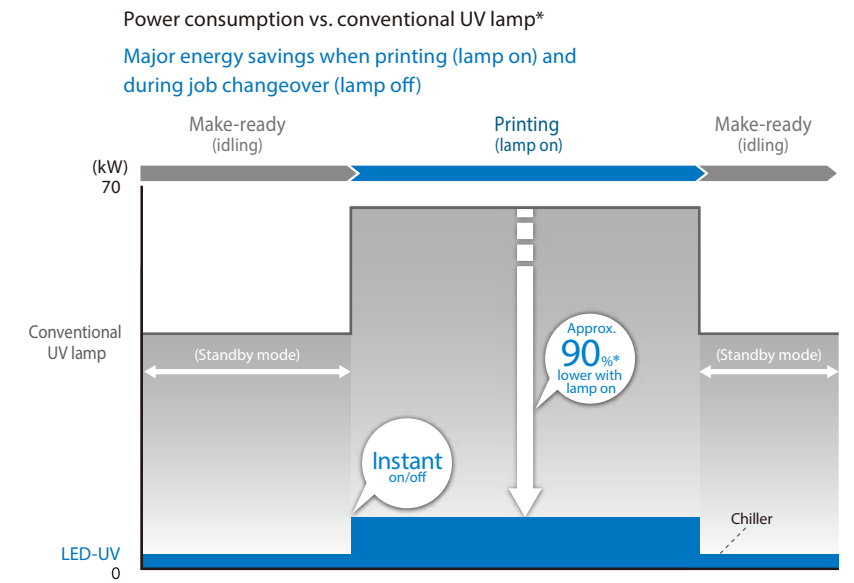 Power consumption vs. conventional UV lamp*
Major energy savings when printing (lamp on) and
during job changeover (lamp off)
Make-ready
(idling)
Printing
(lamp on)
Make-ready
(idling)
(kW)
70
Conventional
UV lamp
(Standby mode)
Approx.
90%*
lower with
lamp on
(Standby mode)
Instant
on/off
Chiller
LED-UV
0